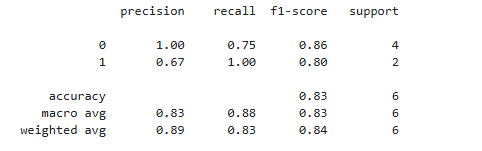 precision recall f1-score support
0 1.00 0.75 0.86 4
1 0.67 1.00 0.80 2
accuracy 0.83 6
macro avg 0.83 0.88 0.83 6
weighted avg 0.89 0.83 0.84 6